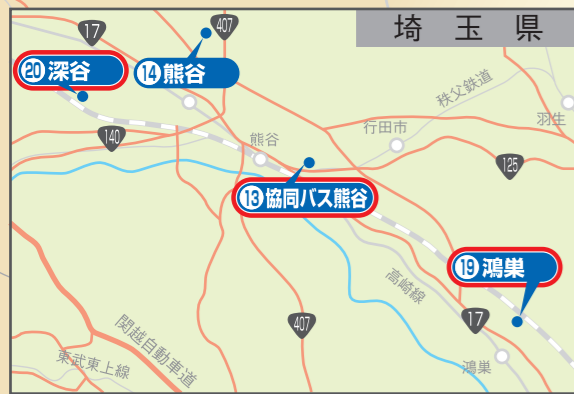 埼玉県
17
407
⑳深谷
⑭熊谷
秩父鉄道
羽生
140
熊谷
行田市
125
⑬協同バス熊谷
⑲鴻巣
高崎線
407
17
関越自動車道
東武東上線
鴻巣